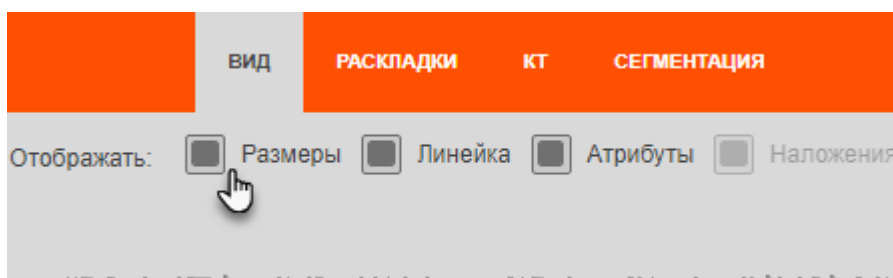 ВИД РАСКЛАДКИ КТ СЕГМЕНТАЦИЯ
Отображать: Размеры Линейка Атрибуты Наложения